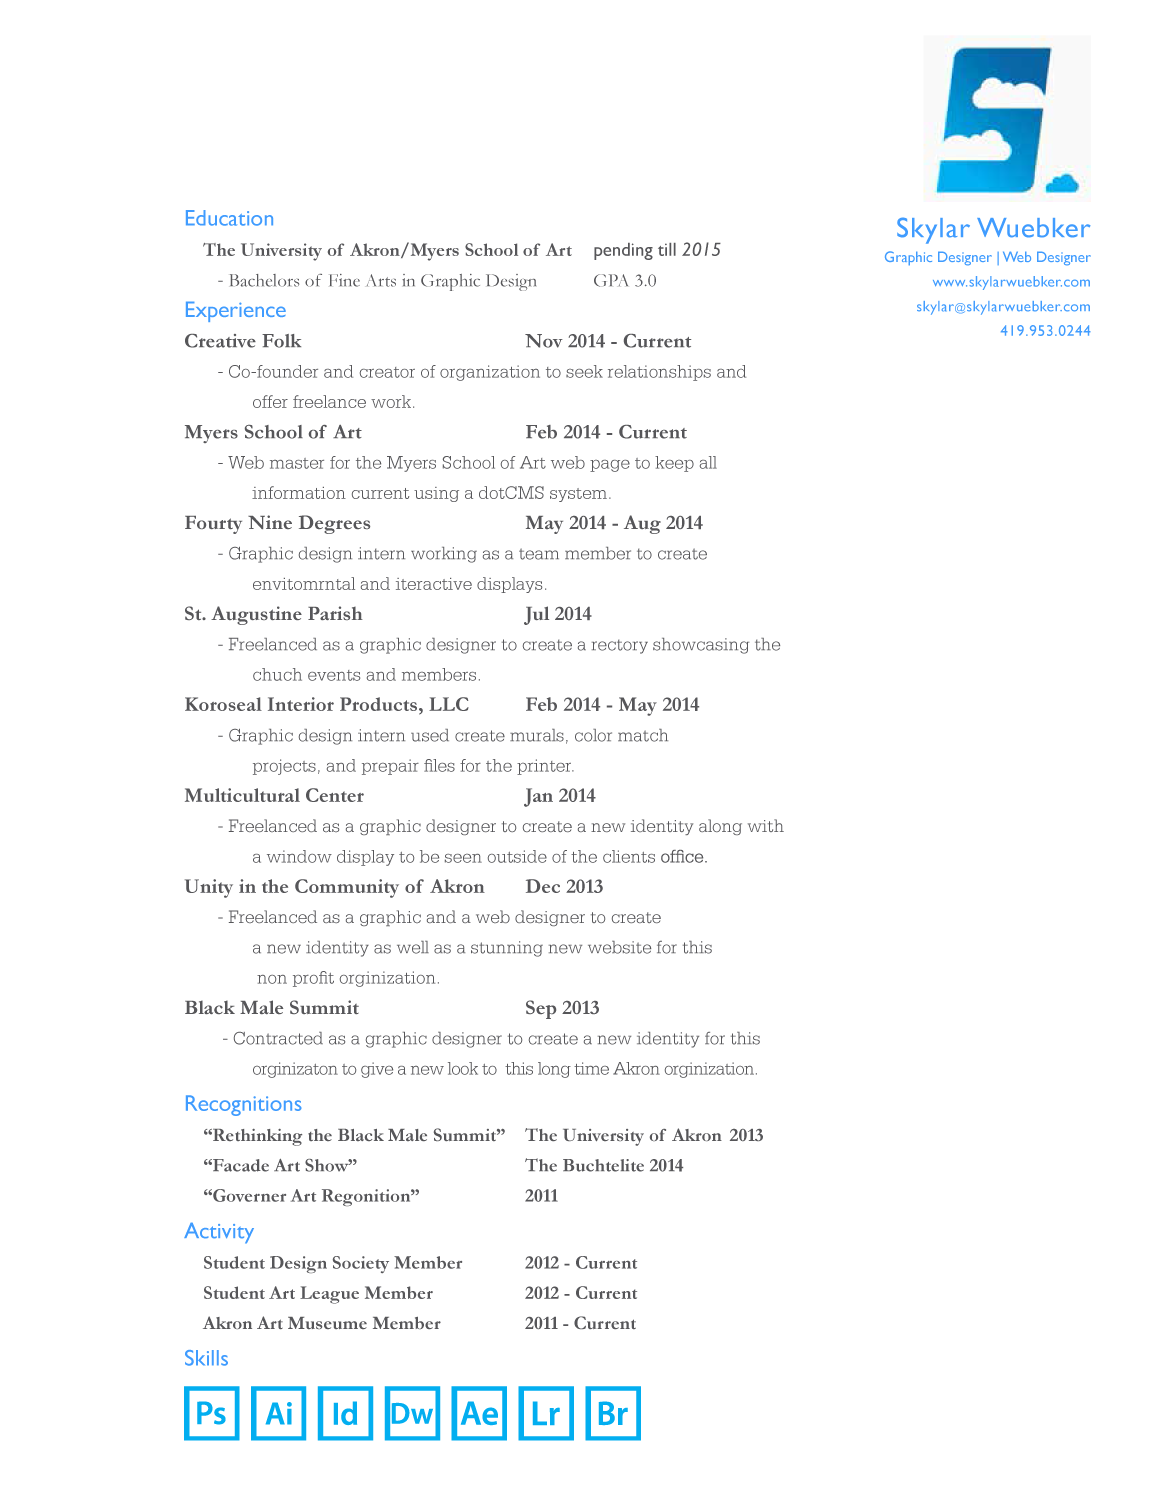 S.
Skylar Wuebker
Graphic Designer | Web Designer
www.skylarwuebker.com
skylar@skylarwuebker.com
419.953.0244
Education
The University of Akron/Myers School of Art pending till 2015
- Bachelors of Fine Arts in Graphic Design GPA 3.0
Experience
Creative Folk Nov 2014 - Current
- Co-founder and creator of organization to seek relationships and
offer freelance work.
Myers School of Art Feb 2014 - Current
- Web master for the Myers School of Art web page to keep all
information current using a dotCMS system.
Fourty Nine Degrees May 2014 - Aug 2014
- Graphic design intern working as a team member to create
envitomrntal and iteractive displays.
St. Augustine Parish Jul 2014
- Freelanced as a graphic designer to create a rectory showcasing the
chuch events and members.
Koroseal Interior Products, LLC Feb 2014 - May 2014
- Graphic design intern used create murals, color match
projects, and prepair files for the printer.
Multicultural Center Jan 2014
- Freelanced as a graphic designer to create a new identity along with
a window display to be seen outside of the clients office.
Unity in the Community of Akron Dec 2013
- Freelanced as a graphic and a web designer to create
a new identity as well as a stunning new website for this
non profit orginization.
Black Male Summit Sep 2013
- Contracted as a graphic designer to create a new identity for this
orginizaton to give a new look to this long time Akron orginization.
Recognitions
“Rethinking the Black Male Summit” The University of Akron 2013
“Facade Art Show” The Buchtelite 2014
“Governer Art Regonition” 2011
Activity
Student Design Society Member 2012 - Current
Student Art League Member 2012 - Current
Akron Art Museume Member 2011 - Current
Skills
Ps Ai Id Dw Ae Lr Br